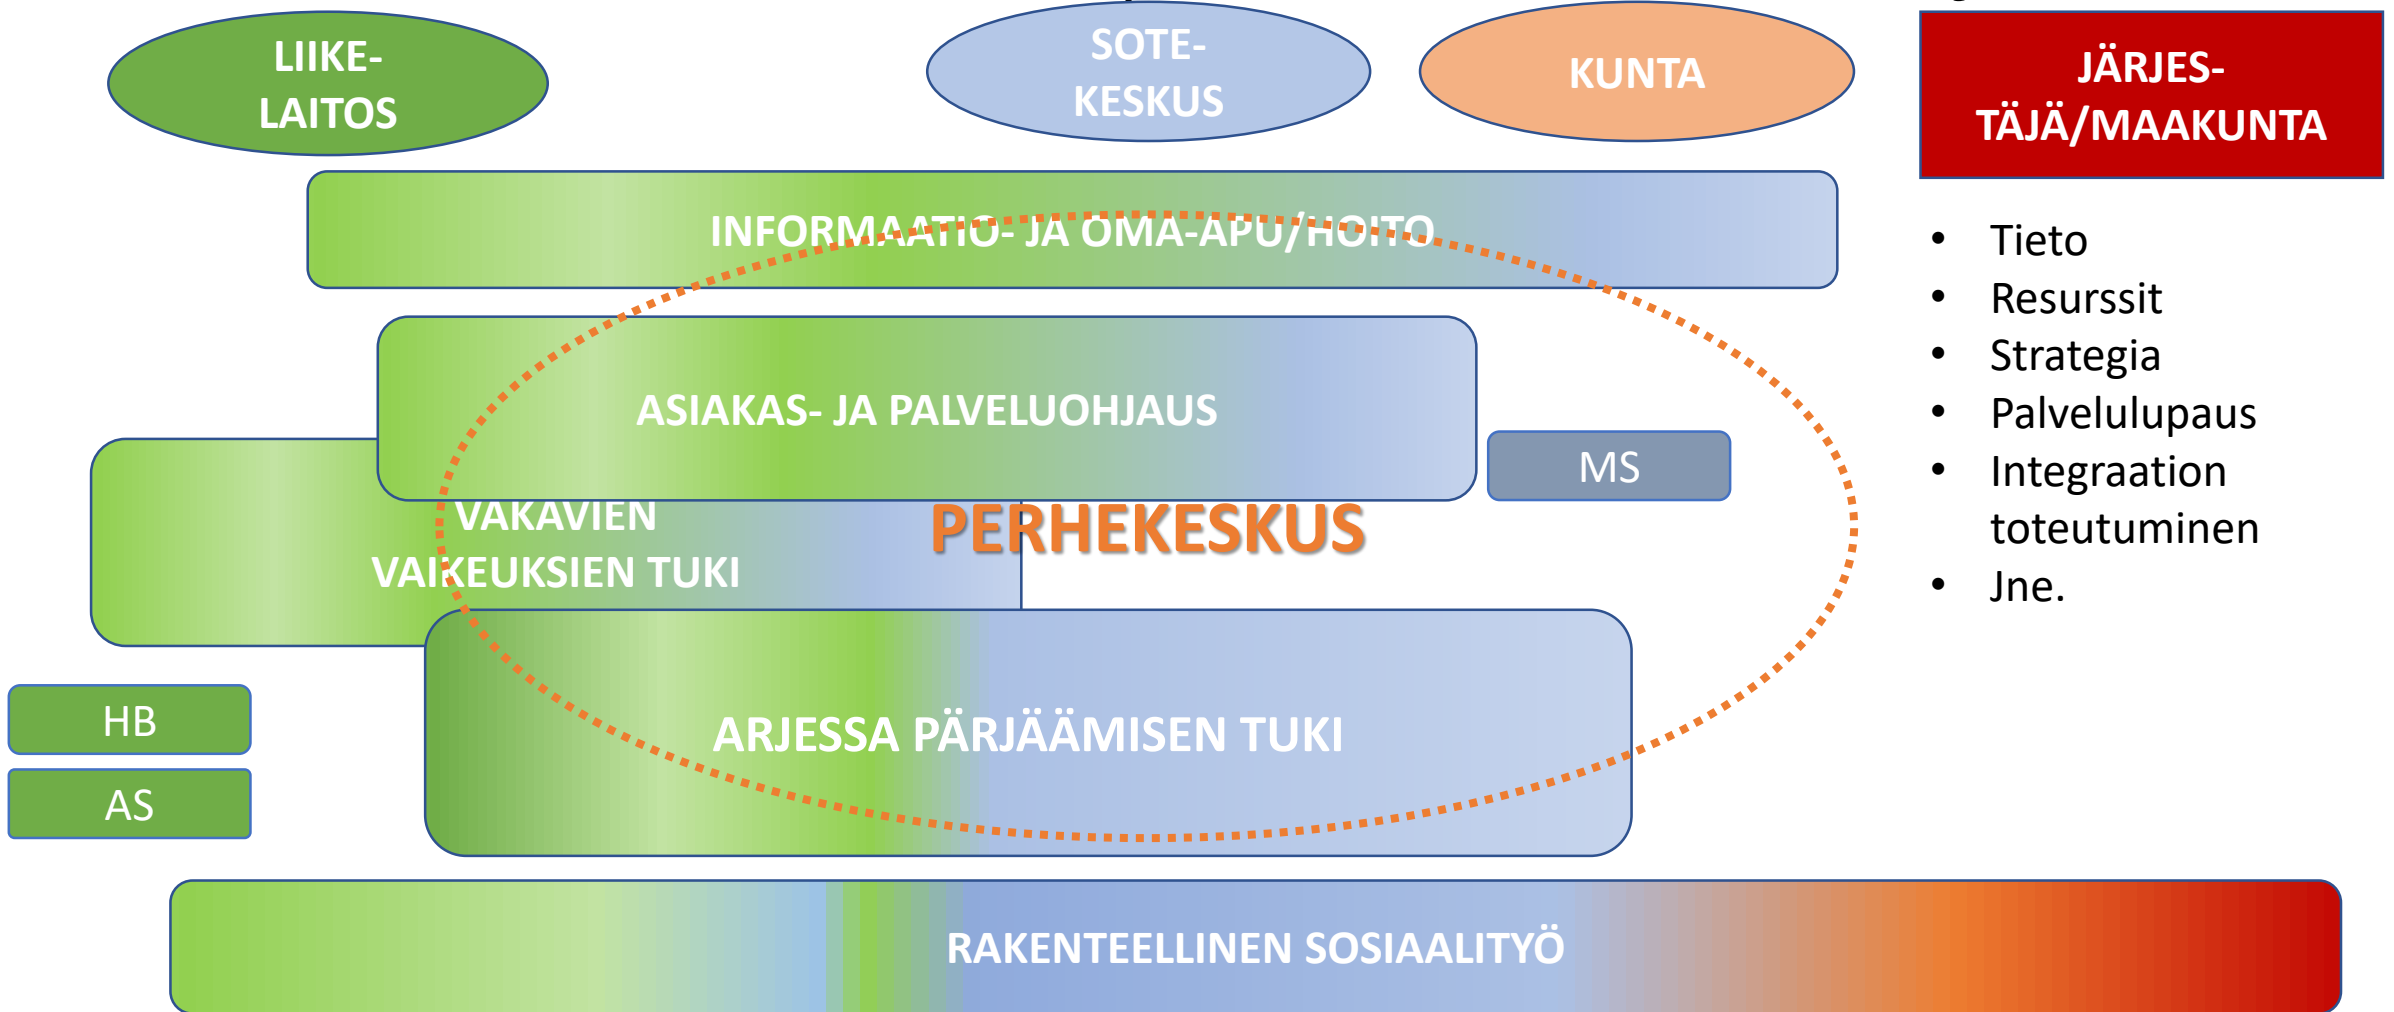 LIIKE-
LAITOS
SOTE-
KESKUS
KUNTA
JÄRJES-
TÄJÄ/MAAKUNTA
INFORMAATIO- JA OMA-APU/HOITO
• Tieto
• Resurssit
• Strategia
• Palvelulupaus
• Integraation
toteutuminen
• Jne.
ASIAKAS- JA PALVELUOHJAUS
MS
VAKAVIEN
VAIKEUKSIEN TUKI
PERHEKESKUS
HB
AS
ARJESSA PÄRJÄÄMISEN TUKI
RAKENTEELLINEN SOSIAALITYÖ